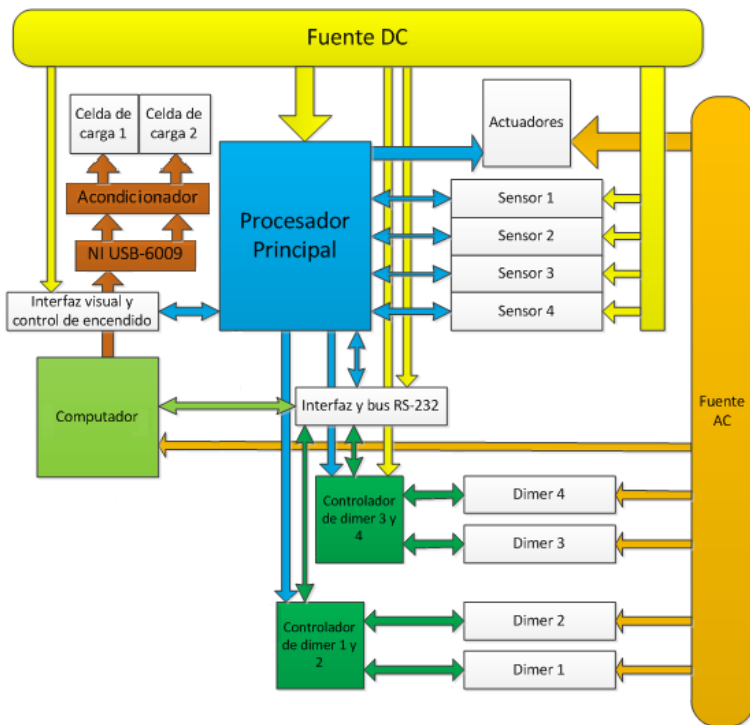 Fuente DC
Celda de
carga 1
Celda de
carga 2
Actuadores
Acondicionador
Procesador
Principal
Sensor 1
Sensor 2
Sensor 3
Sensor 4
NI USB-6009
Interfaz visual y
control de encendido
Computador
Interfaz y bus RS-232
Fuente
AC
Controlador
de dimer 3 y
4
Dimer 4
Dimer 3
Controlador
de dimer 1 y
2
Dimer 2
Dimer 1